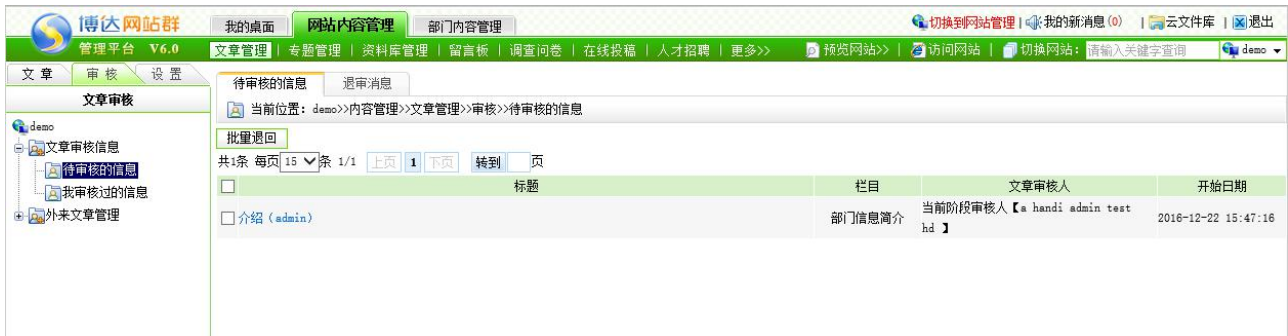 博达网站群 我的桌面 网站内容管理 部门内容管理 切换到网站管理 | 我的新消息(0) | 云文件库 | 退出
管理平台 V6.0 文章管理 | 专题管理 | 资料库管理 | 留言板 | 调查问卷 | 在线投稿 | 人才招聘 | 更多>> 预览网站>> | 访问网站 | 切换网站: 请输入关键字查询 demo
文章 审核 设置 待审核的信息 退审消息
文章审核 当前位置: demo>>内容管理>>文章管理>>审核>>待审核的信息
demo
文章审核信息 批量退回
待审核的信息 共1条 每页 15 条 1/1 上页 1 下页 转到 页
我审核过的信息 标题 栏目 文章审核人 开始日期
外来文章管理 介绍 (admin) 部门信息简介 当前阶段审核人【a handi admin test 2016-12-22 15:47:16
hd 】